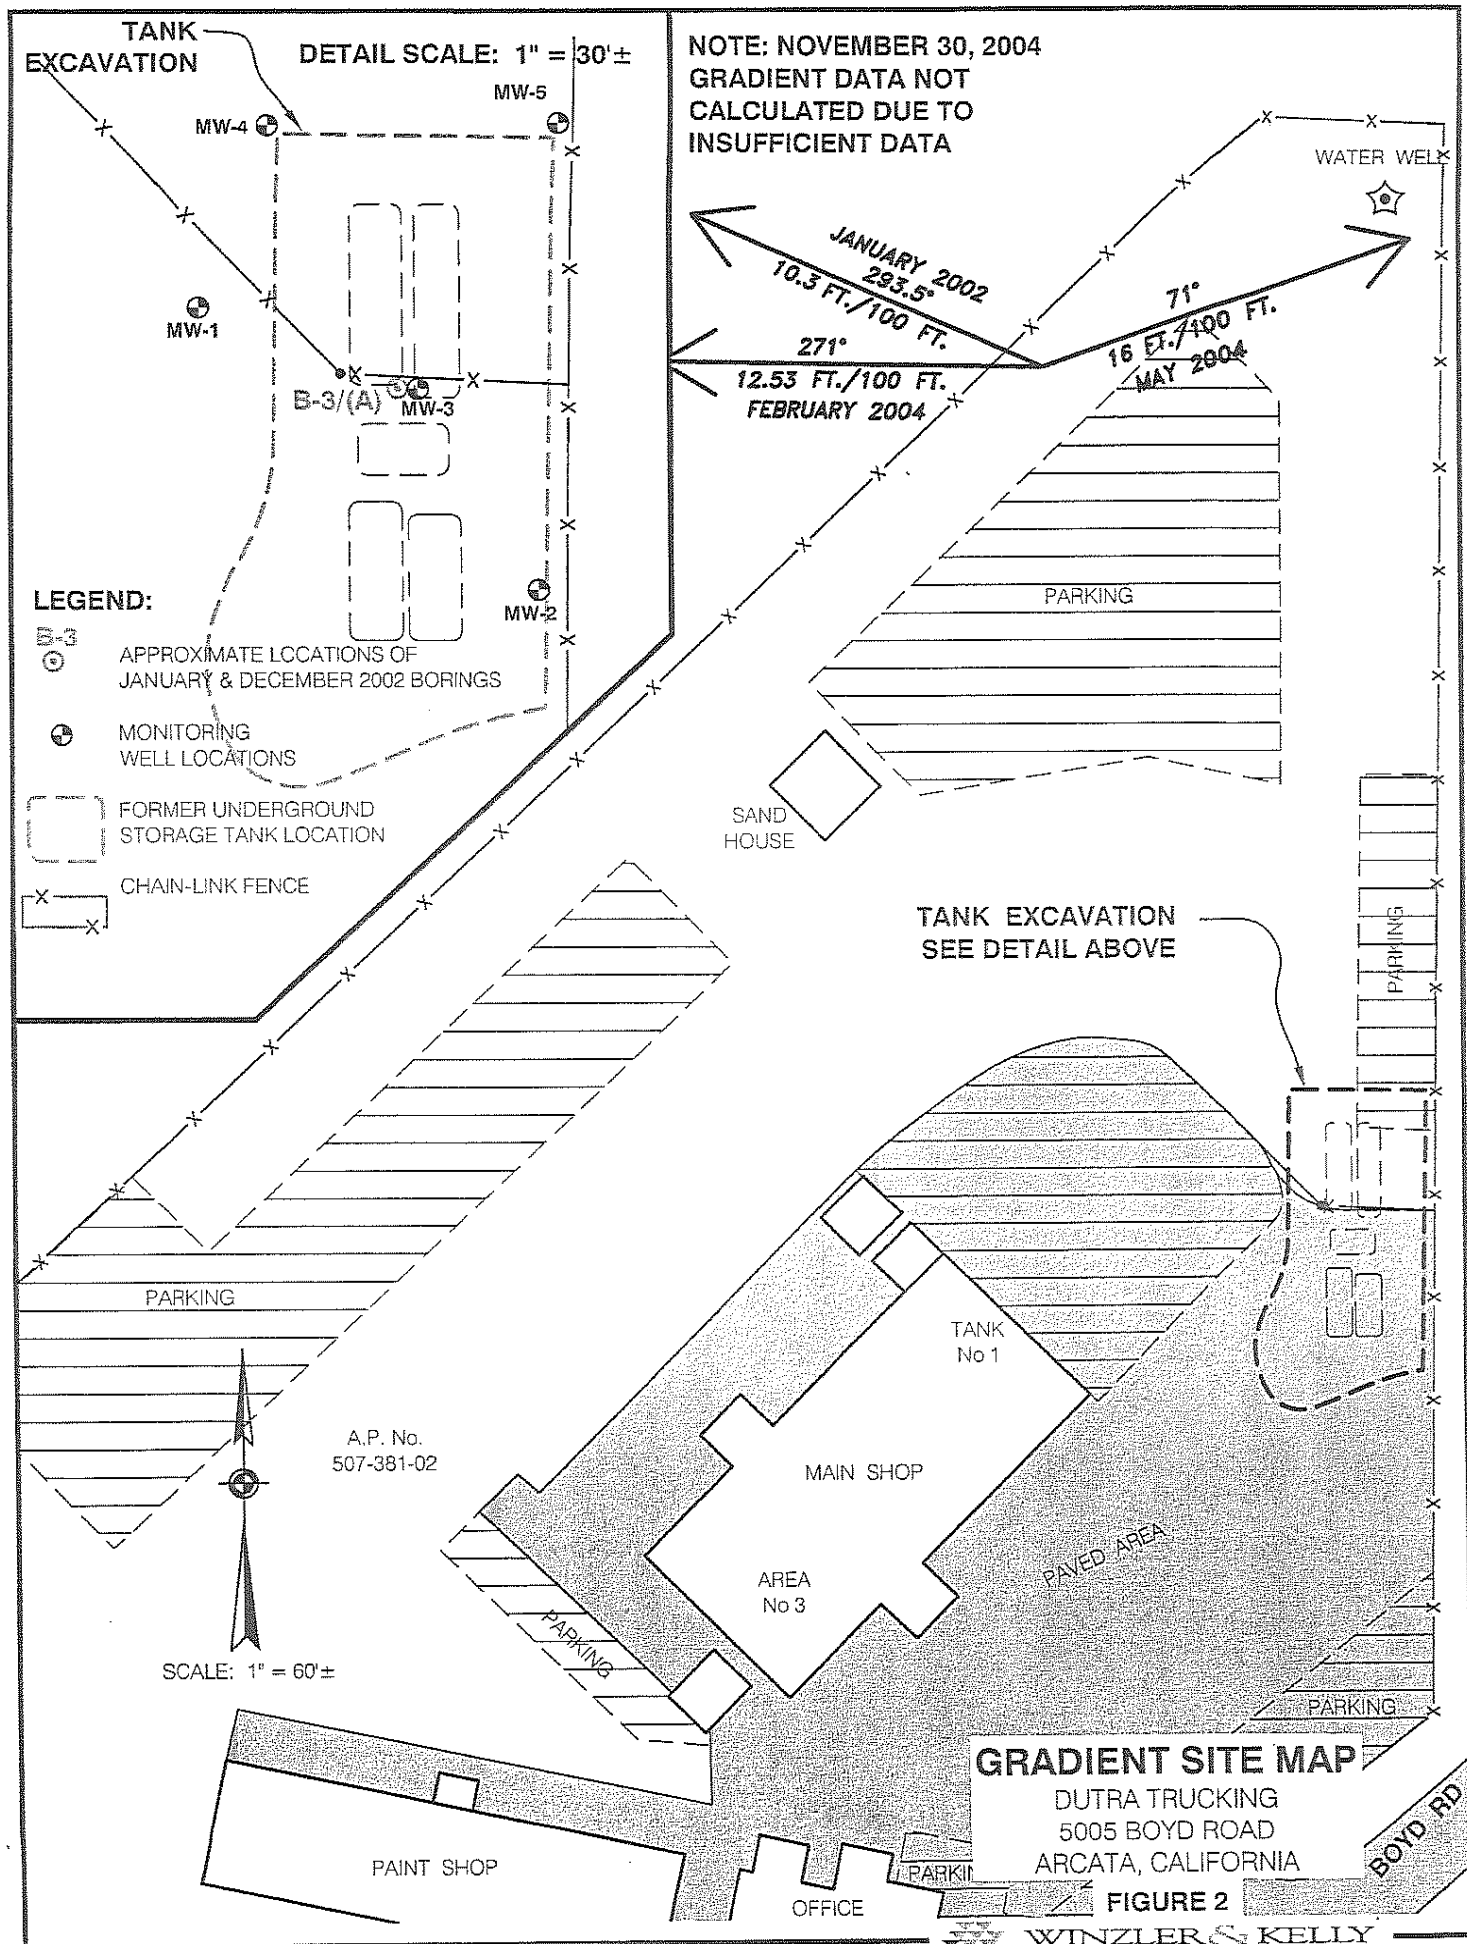 TANK
EXCAVATION
DETAIL SCALE: 1" = 30'±
MW-5
MW-4
MW-1
B-3/(A)
MW-3
MW-2
NOTE: NOVEMBER 30, 2004
GRADIENT DATA NOT
CALCULATED DUE TO
INSUFFICIENT DATA
WATER WELL
JANUARY 2002
293.5°
10.3 FT./100 FT.
271°
12.53 FT./100 FT.
FEBRUARY 2004
71°
16 FT./100 FT.
MAY 2004
LEGEND:
B-3
APPROXIMATE LOCATIONS OF
JANUARY & DECEMBER 2002 BORINGS
MONITORING
WELL LOCATIONS
FORMER UNDERGROUND
STORAGE TANK LOCATION
CHAIN-LINK FENCE
PARKING
SAND
HOUSE
PARKING
TANK EXCAVATION
SEE DETAIL ABOVE
PARKING
TANK
No 1
A.P. No.
507-381-02
MAIN SHOP
AREA
No 3
PAVED AREA
PARKING
SCALE: 1" = 60'±
PARKING
PAINT SHOP
OFFICE
PARKIN
GRADIENT SITE MAP
DUTRA TRUCKING
5005 BOYD ROAD
ARCATA, CALIFORNIA
FIGURE 2
BOYD RD
WINZLER & KELLY